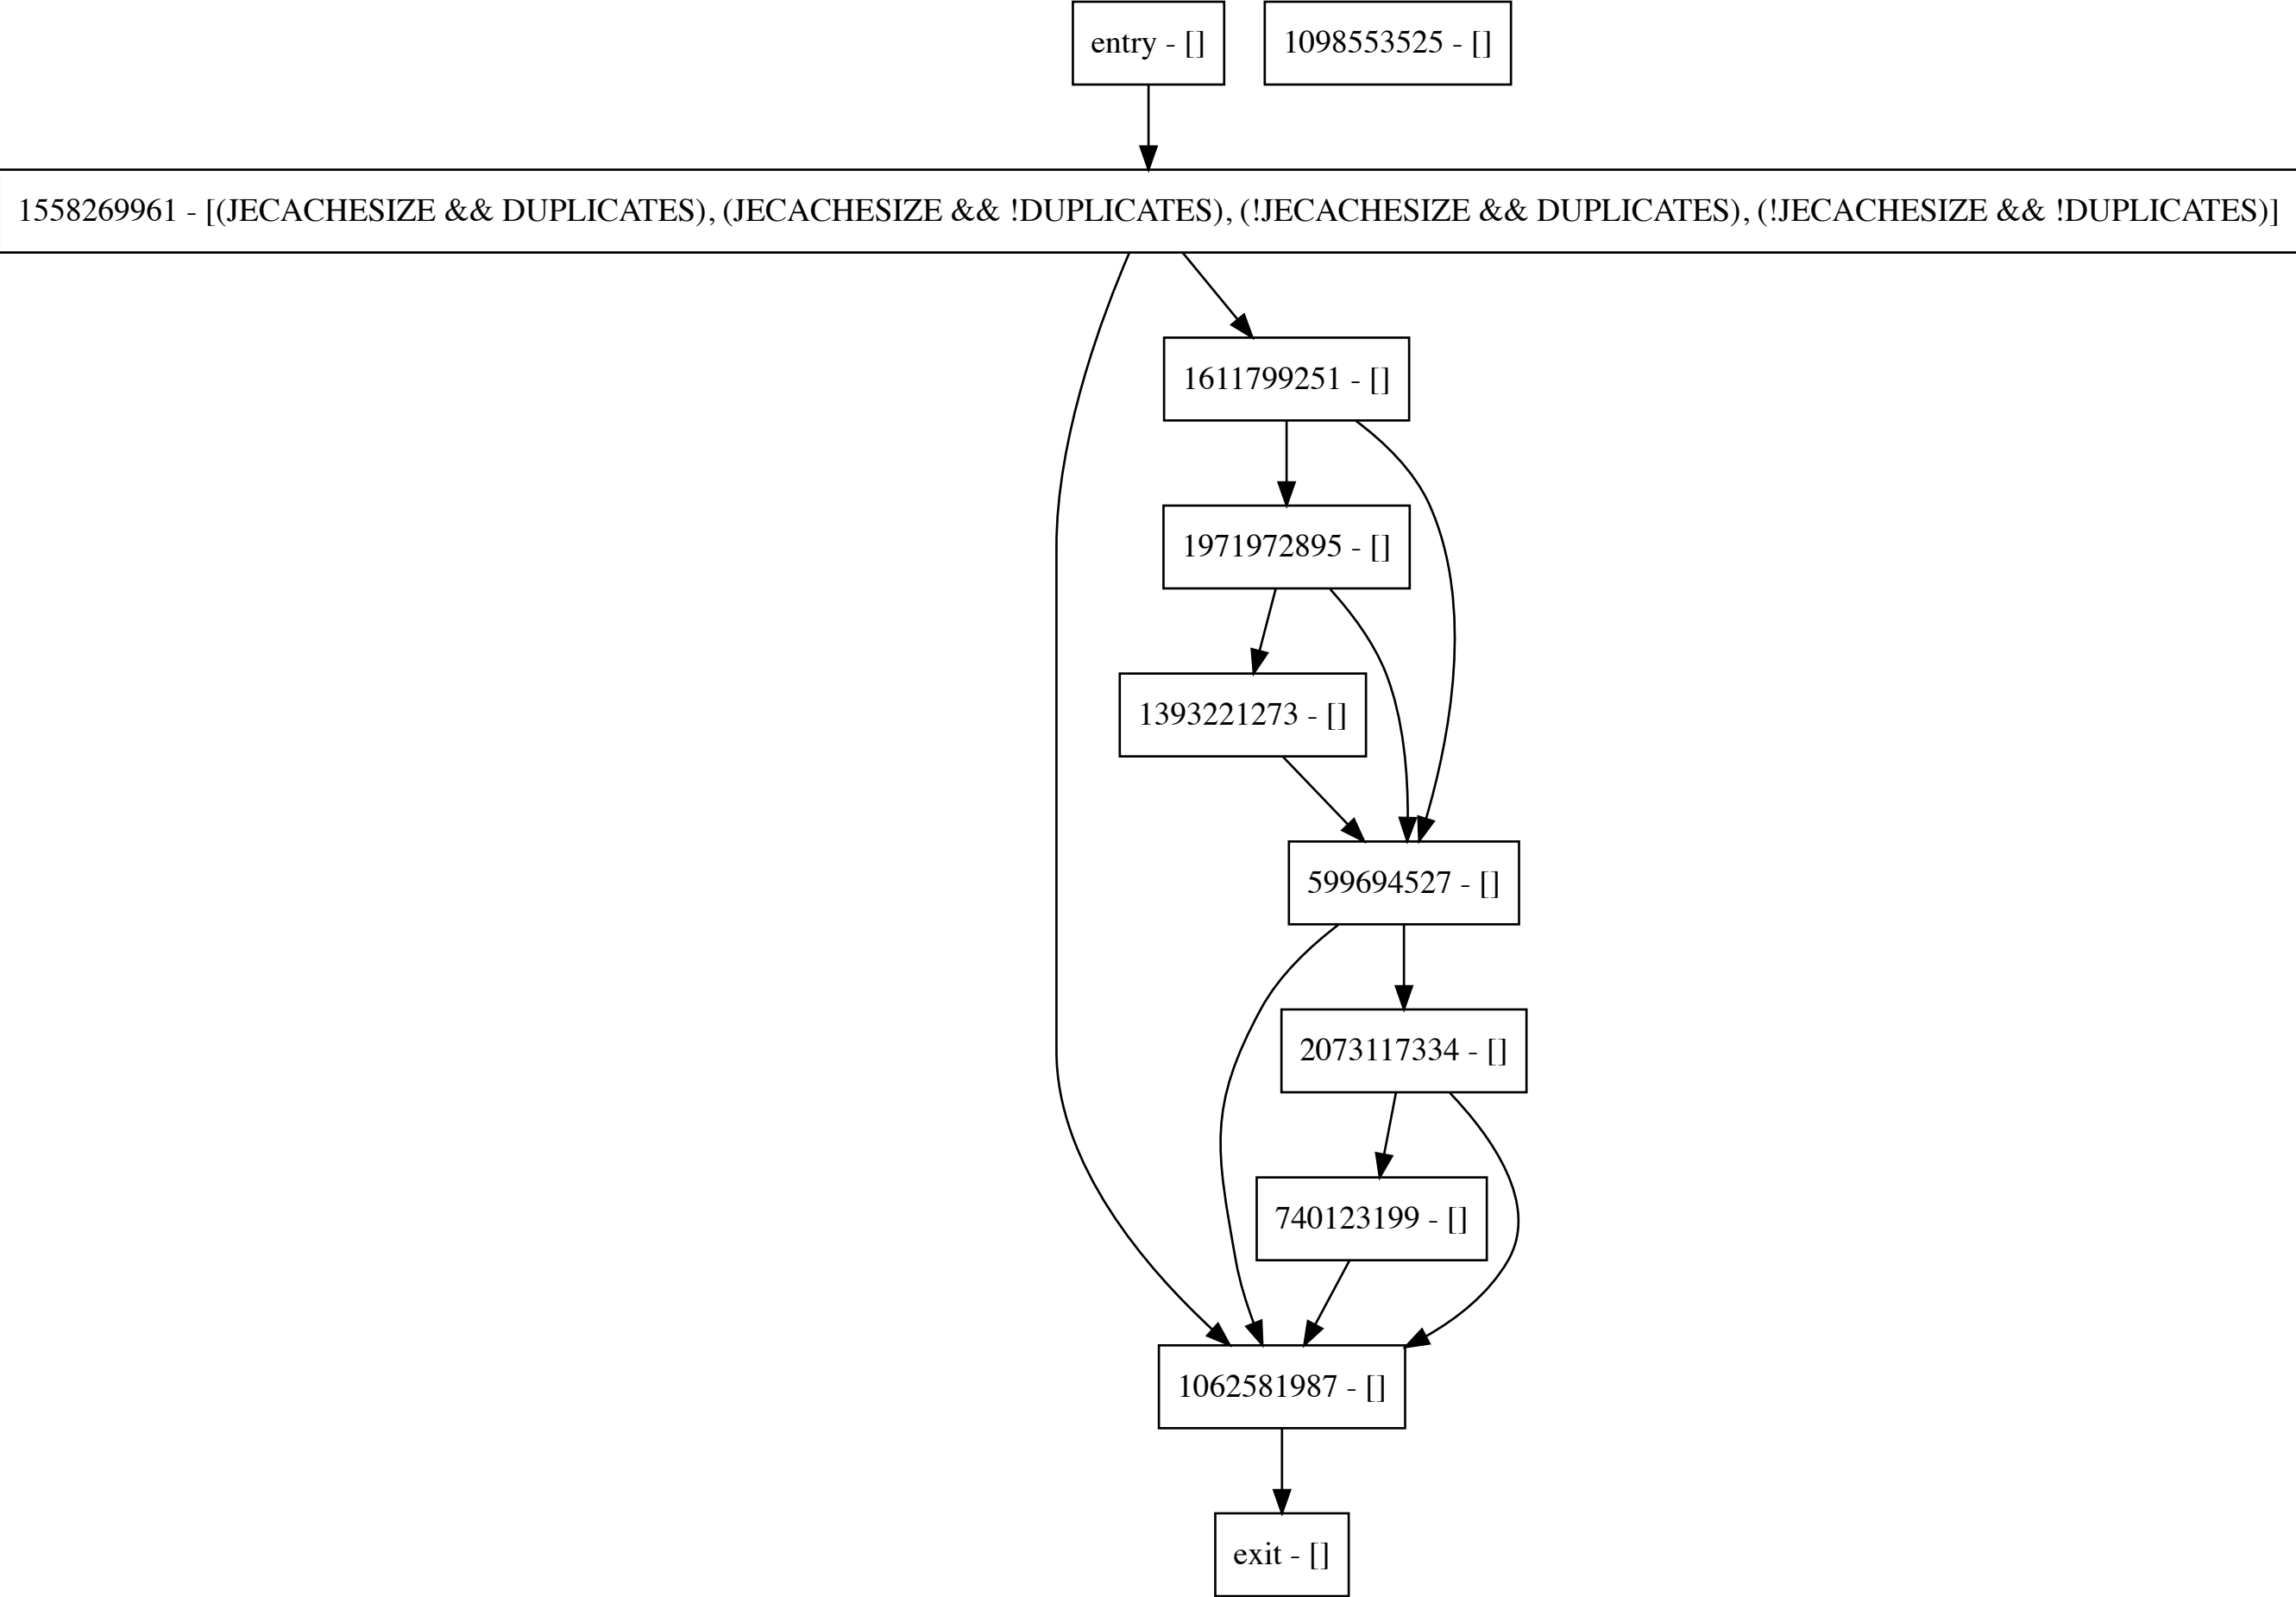 entry - []
1098553525 - []
1558269961 - [(JECACHESIZE && DUPLICATES), (JECACHESIZE && !DUPLICATES), (!JECACHESIZE && DUPLICATES), (!JECACHESIZE && !DUPLICATES)]
1611799251 - []
1971972895 - []
1393221273 - []
599694527 - []
2073117334 - []
740123199 - []
1062581987 - []
exit - []